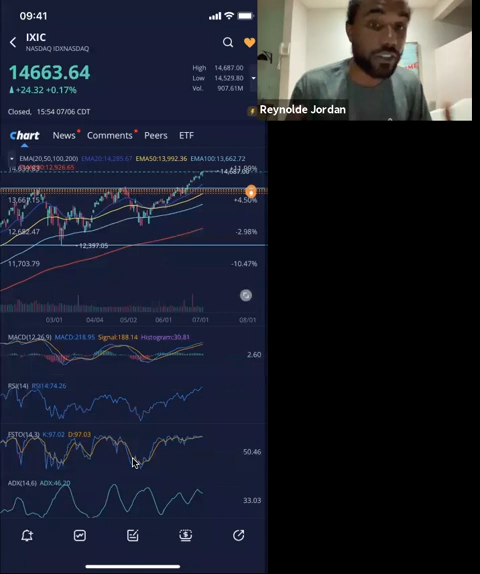 09:41
IXIC
NASDAQ IDXNASDAQ
14663.64
+24.32 +0.17%
High 14,687.00
Low 14,529.80
Vol. 907.61M
Closed, 15:54 07/06 CDT
Reynolde Jordan
Chart News Comments Peers ETF
EMA(20,50,100,200) EMA20:14,285.67 EMA50:13,992.36 EMA100:13,662.72
14,687.00
13,667.15
+4.50%
12,682.47
-2.98%
12,397.05
11,703.79
-10.47%
03/01 04/04 05/02 06/01 07/01 08/01
MACD(12,26,9) MACD:218.95 Signal:188.14 Histogram:30.81
2.60
RSI(14) RSI14:74.26
FSTO(14,3) K:97.02 D:97.03
50.46
ADX(14,6) ADX:46.20
33.03